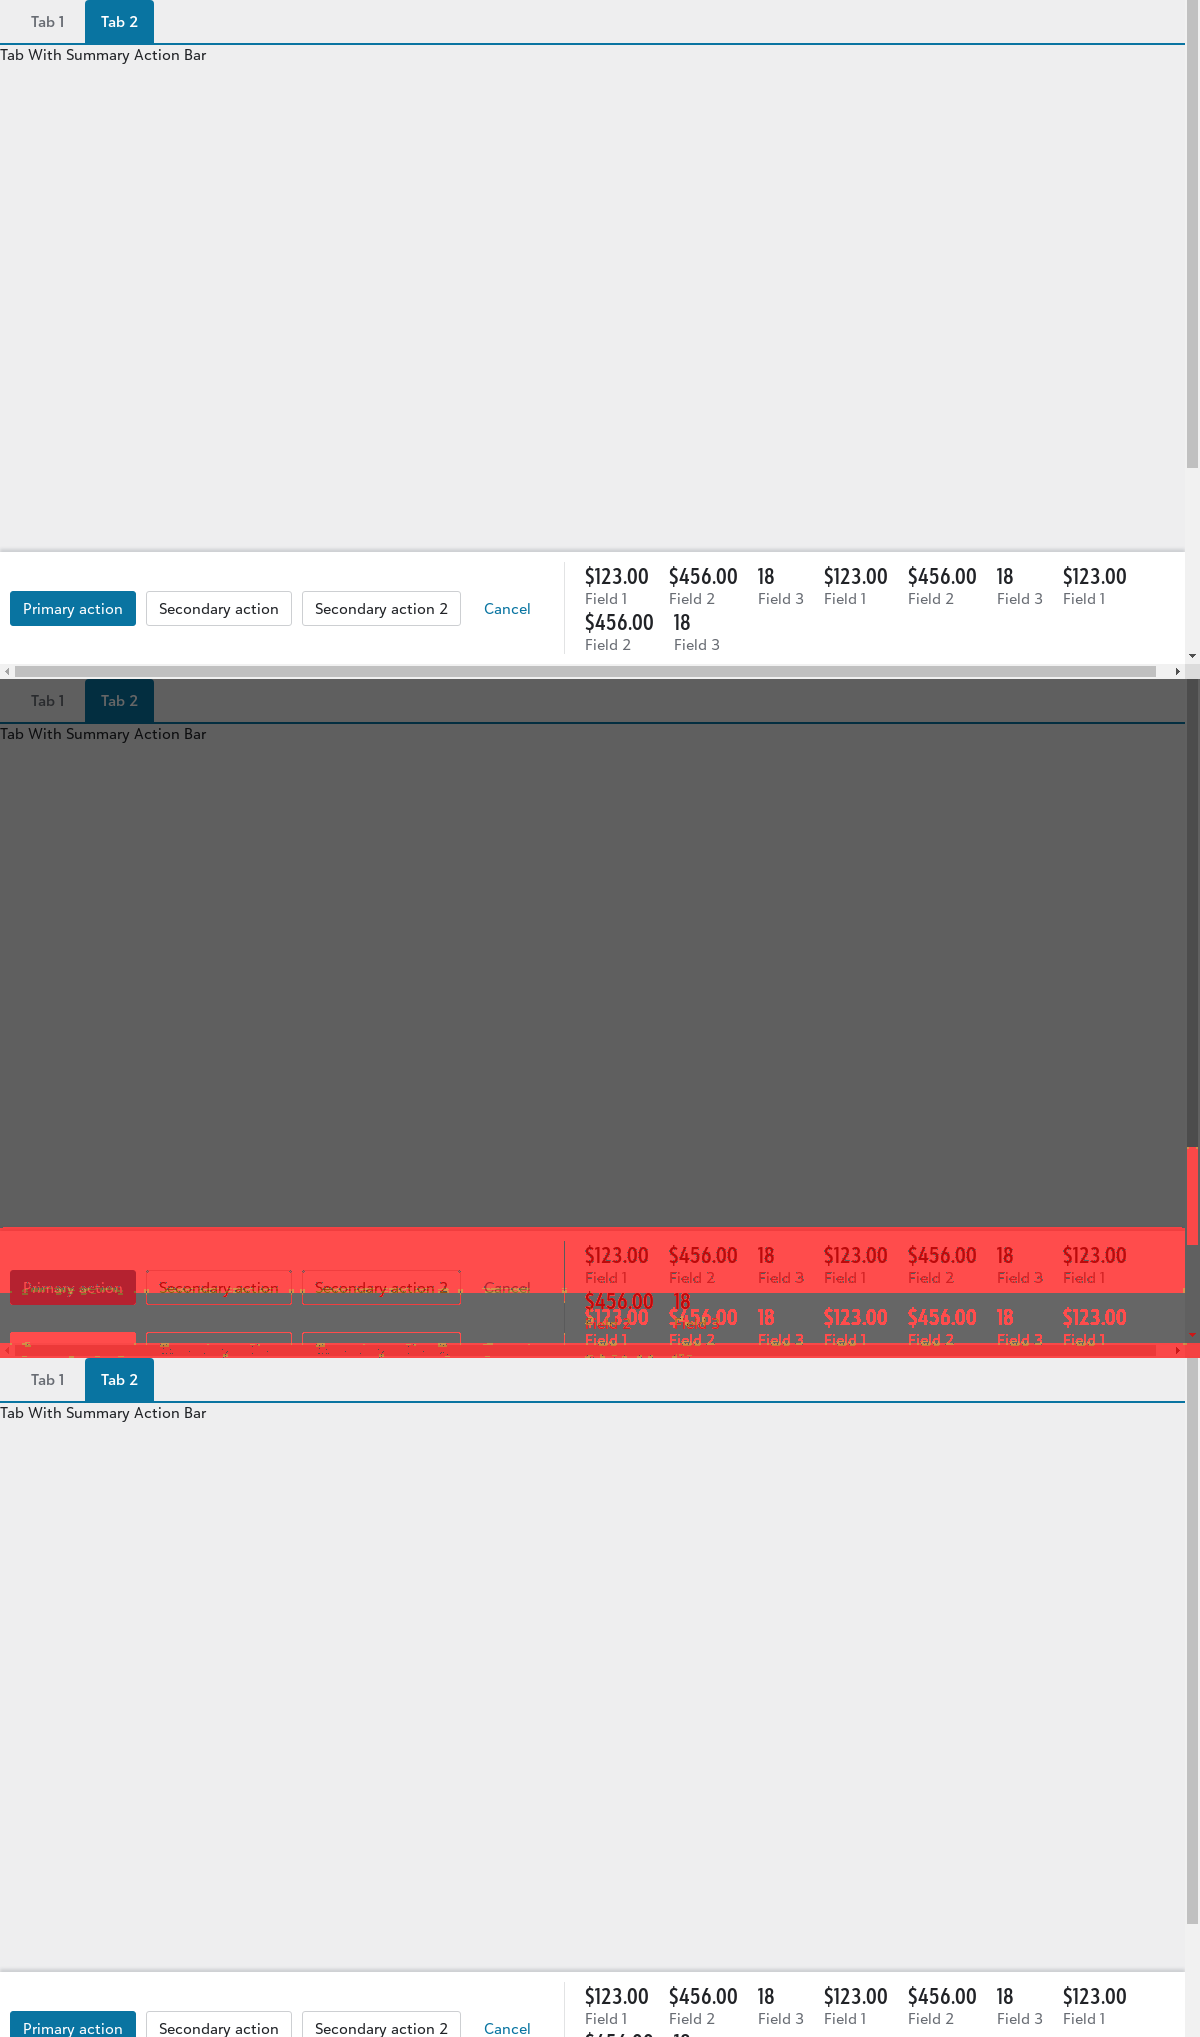 Tab 1 Tab 2
Tab With Summary Action Bar
$123.00 $456.00 18 $123.00 $456.00 18 $123.00
Primary action Secondary action Secondary action 2 Cancel Field 1 Field 2 Field 3 Field 1 Field 2 Field 3 Field 1
$456.00 18
Field 2 Field 3
Tab 1 Tab 2
Tab With Summary Action Bar
$123.00 $456.00 18 $123.00 $456.00 18 $123.00
Primary action Secondary action Secondary action 2 Cancel Field 1 Field 2 Field 3 Field 1 Field 2 Field 3 Field 1
$456.00 18
$123.00 $456.00 18 $123.00 $456.00 18 $123.00
Field 1 Field 2 Field 3 Field 1 Field 2 Field 3 Field 1
Tab 1 Tab 2
Tab With Summary Action Bar
$123.00 $456.00 18 $123.00 $456.00 18 $123.00
Primary action Secondary action Secondary action 2 Cancel Field 1 Field 2 Field 3 Field 1 Field 2 Field 3 Field 1